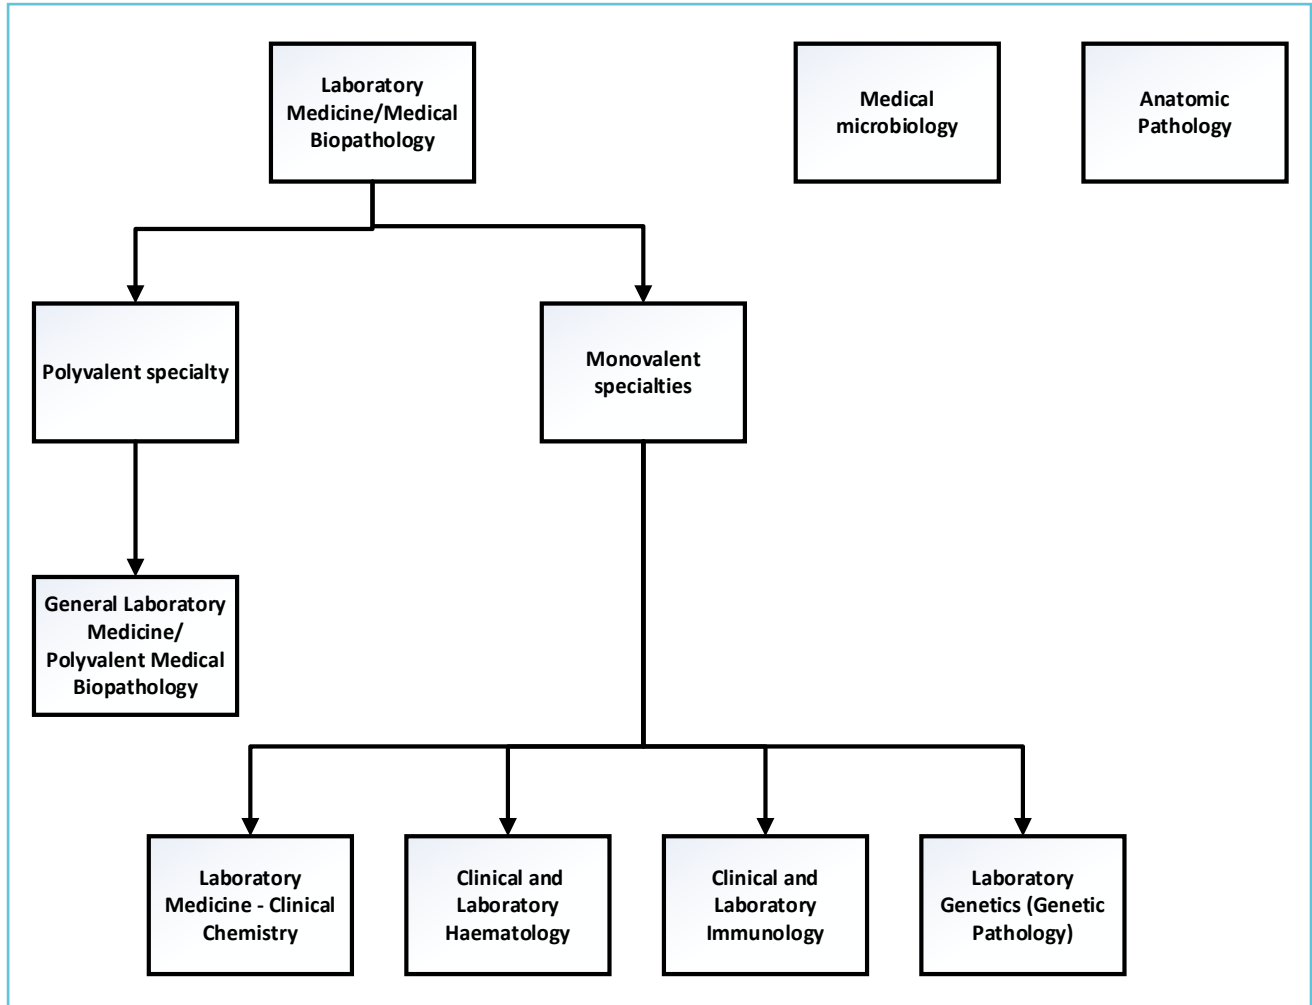 Laboratory
Medicine/Medical
Biopathology
Medical
microbiology
Anatomic
Pathology
Polyvalent specialty
Monovalent
specialties
General Laboratory
Medicine/
Polyvalent Medical
Biopathology
Laboratory
Medicine - Clinical
Chemistry
Clinical and
Laboratory
Haematology
Clinical and
Laboratory
Immunology
Laboratory
Genetics (Genetic
Pathology)